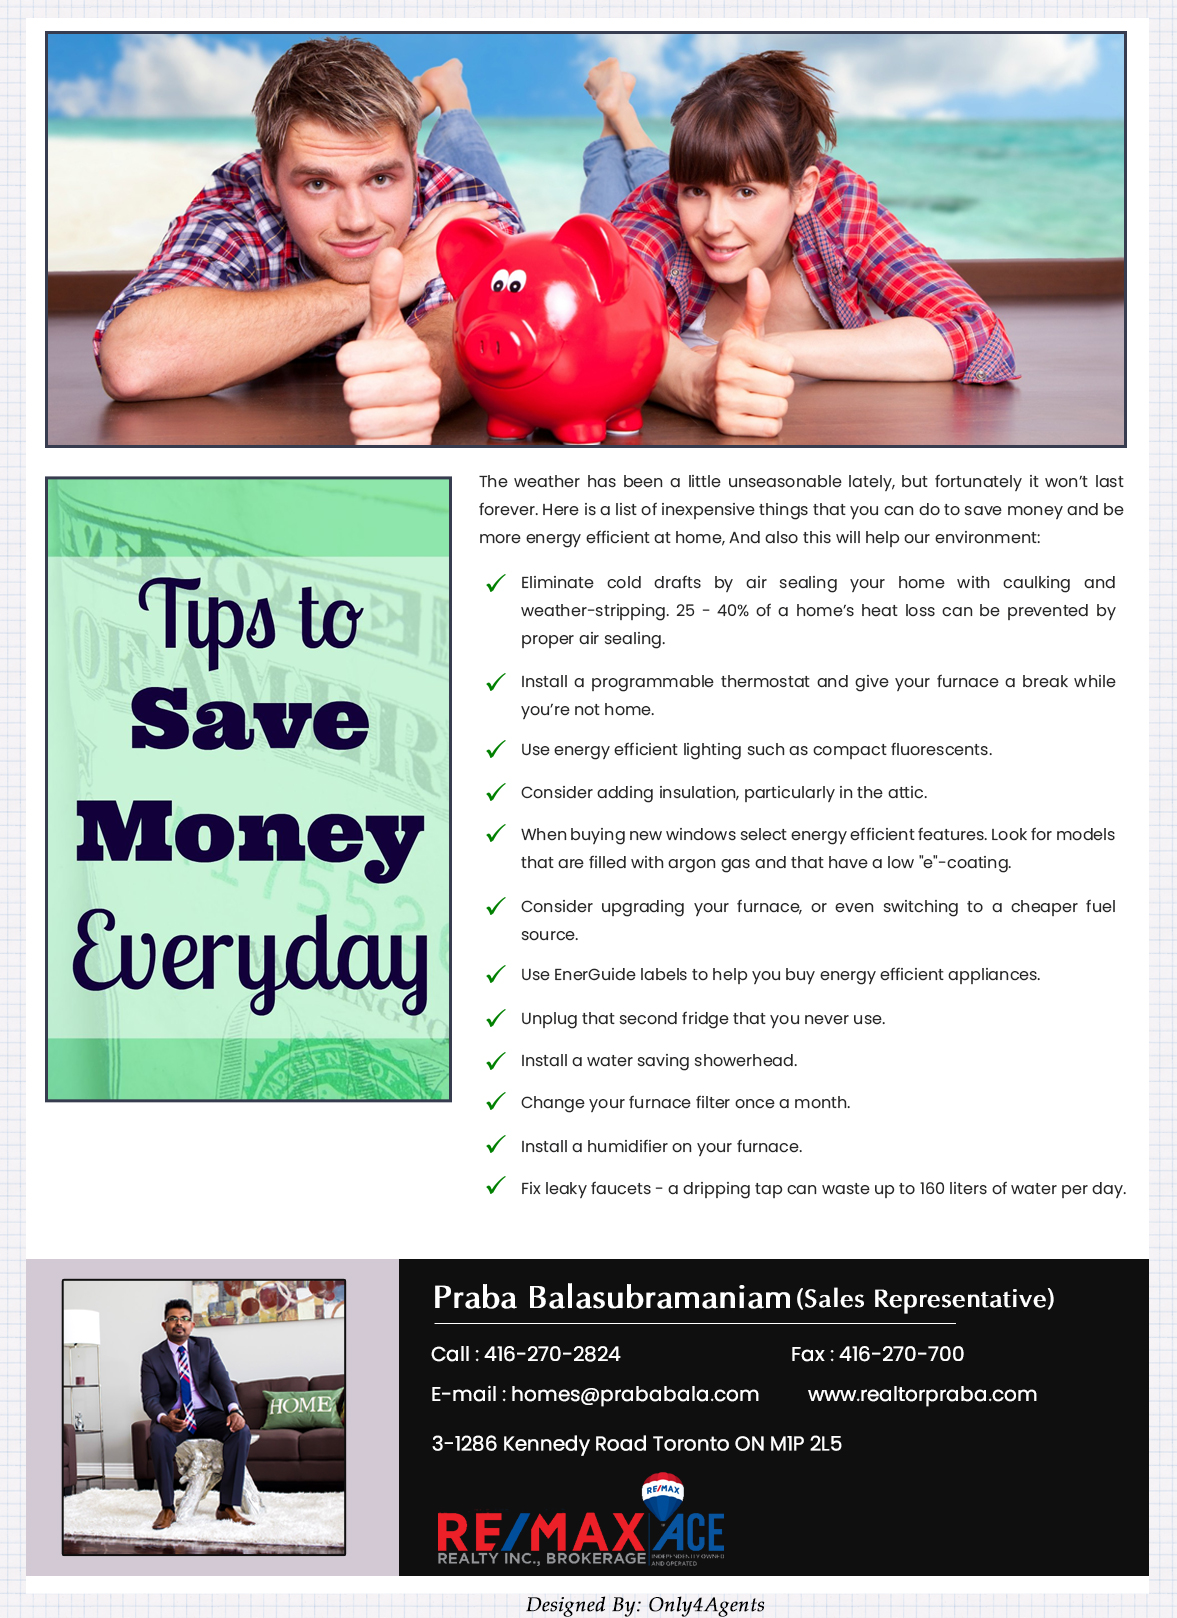 The weather has been a little unseasonable lately, but fortunately it won’t last
forever. Here is a list of inexpensive things that you can do to save money and be
more energy efficient at home, And also this will help our environment:
Tips to
Save
Money
Everyday
Eliminate cold drafts by air sealing your home with caulking and
weather-stripping. 25 - 40% of a home’s heat loss can be prevented by
proper air sealing.
Install a programmable thermostat and give your furnace a break while
you’re not home.
Use energy efficient lighting such as compact fluorescents.
Consider adding insulation, particularly in the attic.
When buying new windows select energy efficient features. Look for models
that are filled with argon gas and that have a low "e"-coating.
Consider upgrading your furnace, or even switching to a cheaper fuel
source.
Use EnerGuide labels to help you buy energy efficient appliances.
Unplug that second fridge that you never use.
Install a water saving showerhead.
Change your furnace filter once a month.
Install a humidifier on your furnace.
Fix leaky faucets - a dripping tap can waste up to 160 liters of water per day.
HOME
Praba Balasubramaniam (Sales Representative)
Call : 416-270-2824 Fax : 416-270-700
E-mail : homes@prababala.com www.realtorpraba.com
3-1286 Kennedy Road Toronto ON M1P 2L5
RE/MAX
RE/MAX ACE
REALTY INC., BROKERAGE INDEPENDENTLY OWNED
AND OPERATED
Designed By: Only4Agents